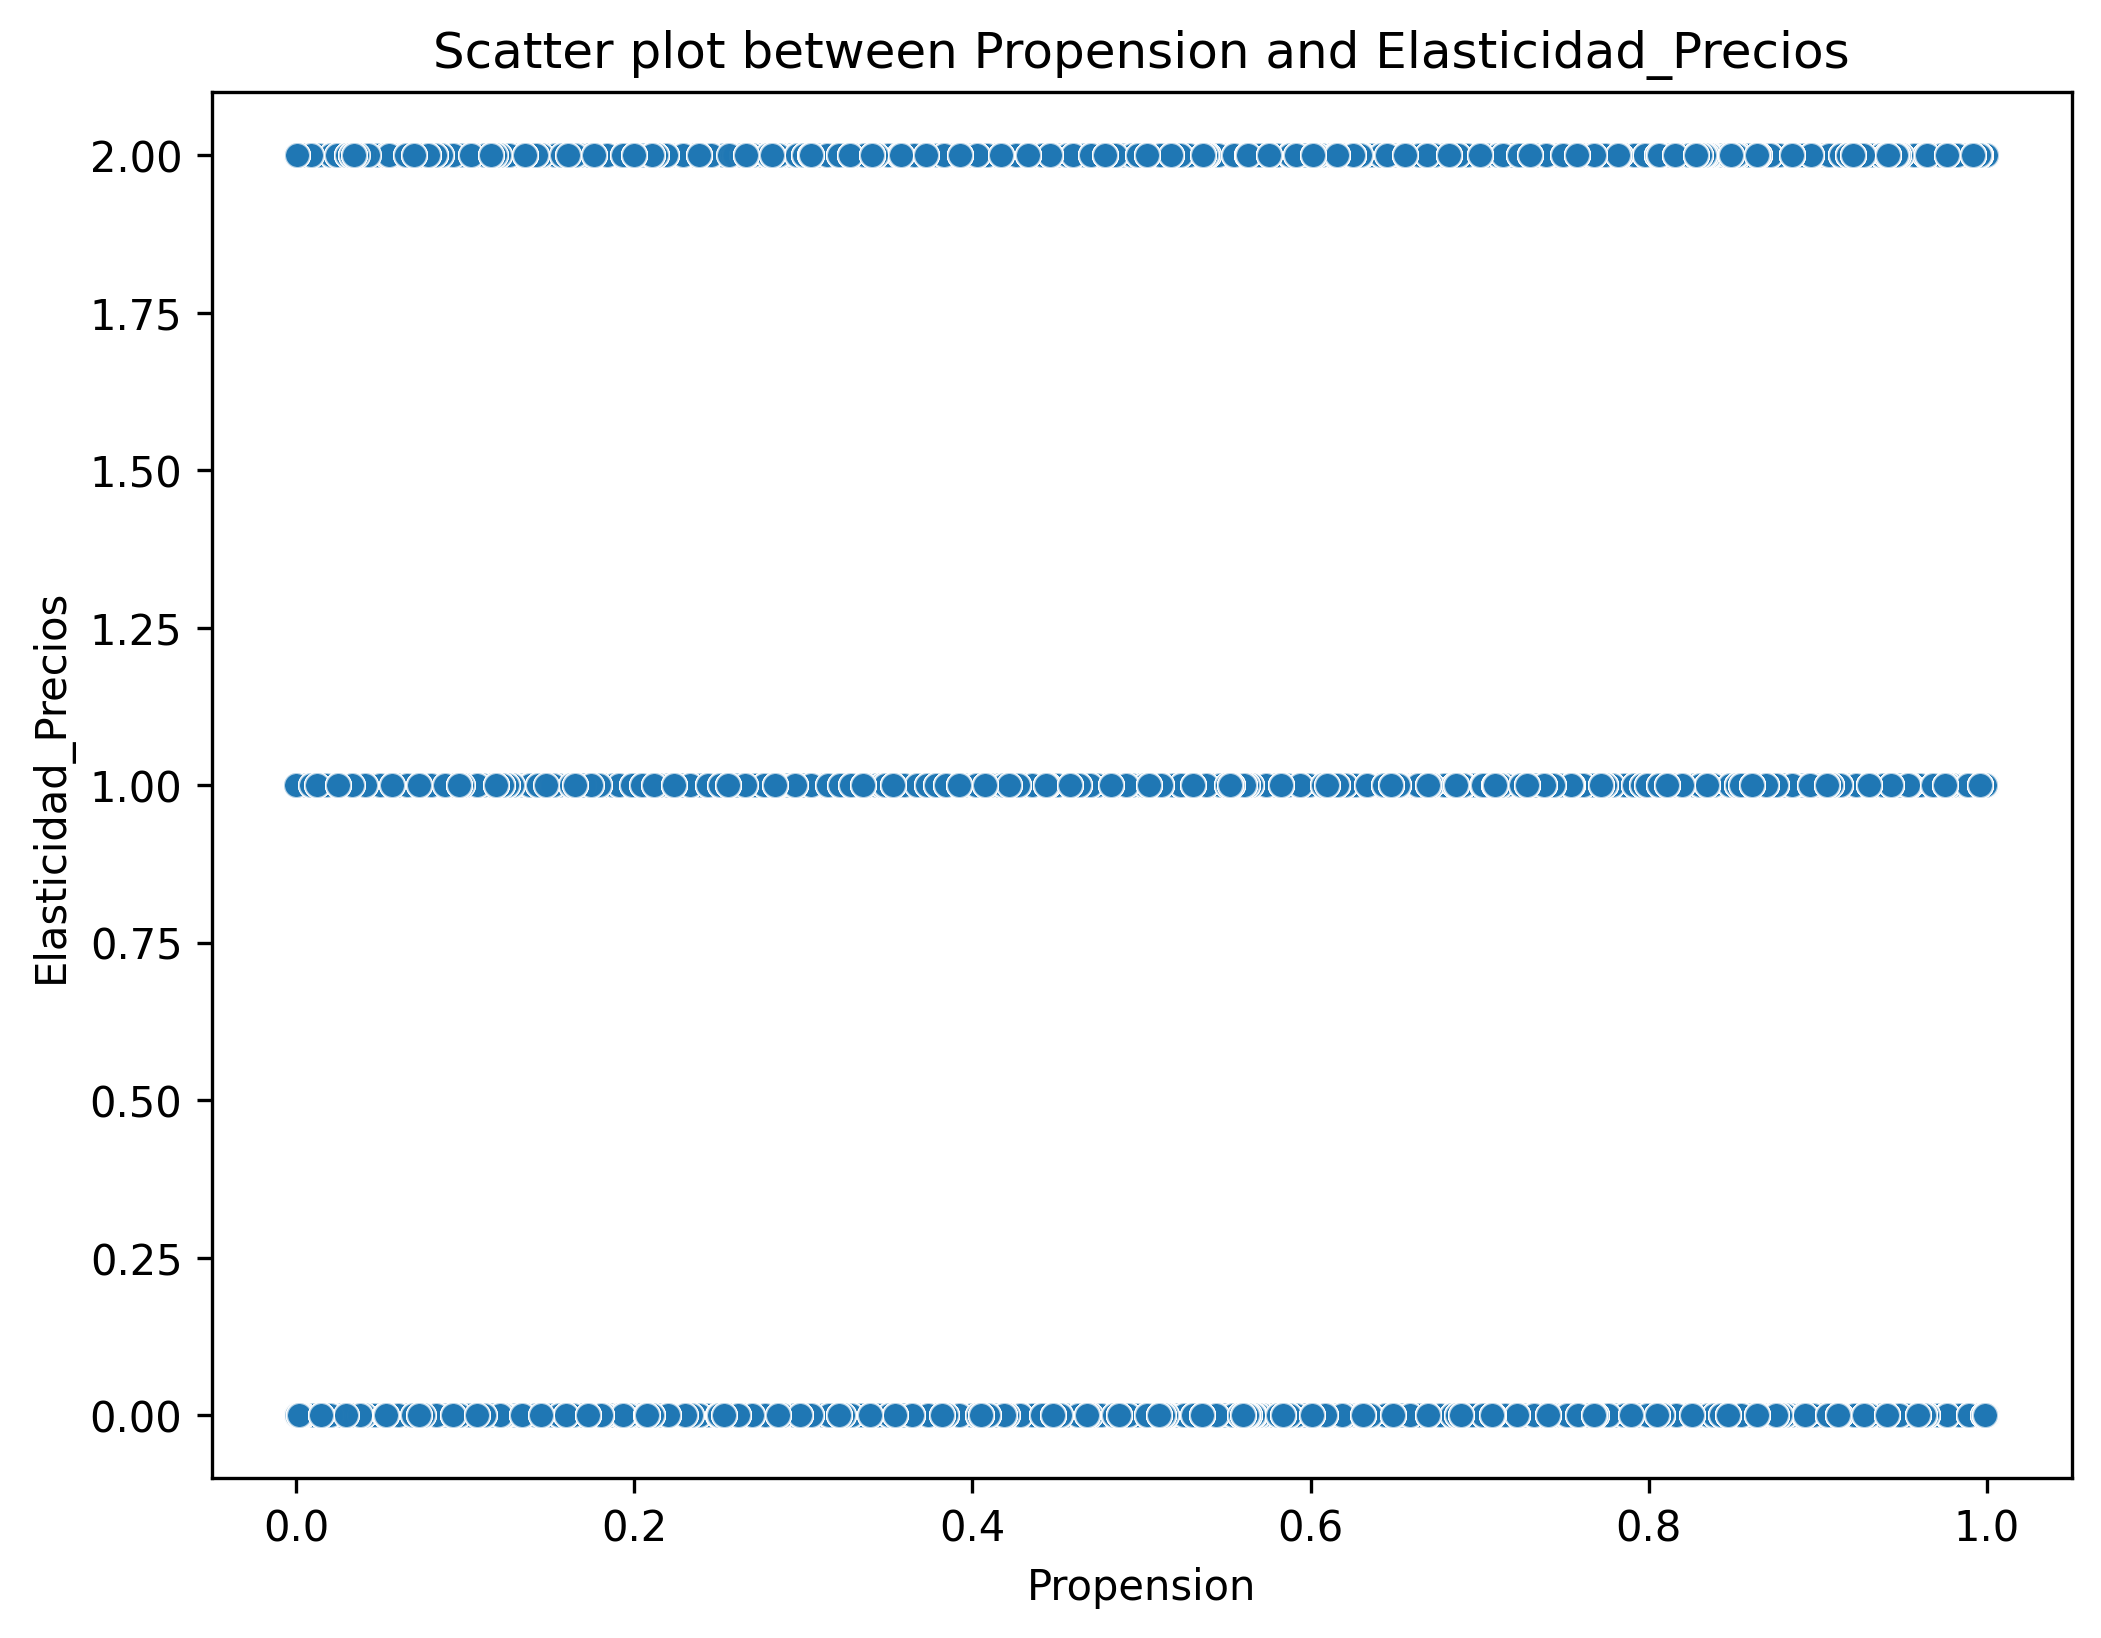 Scatter plot between Propension and Elasticidad_Precios
2.00
1.75
1.50
1.25
1.00
0.75
0.50
0.25
0.00
Elasticidad_Precios
0.0 0.2 0.4 0.6 0.8 1.0
Propension